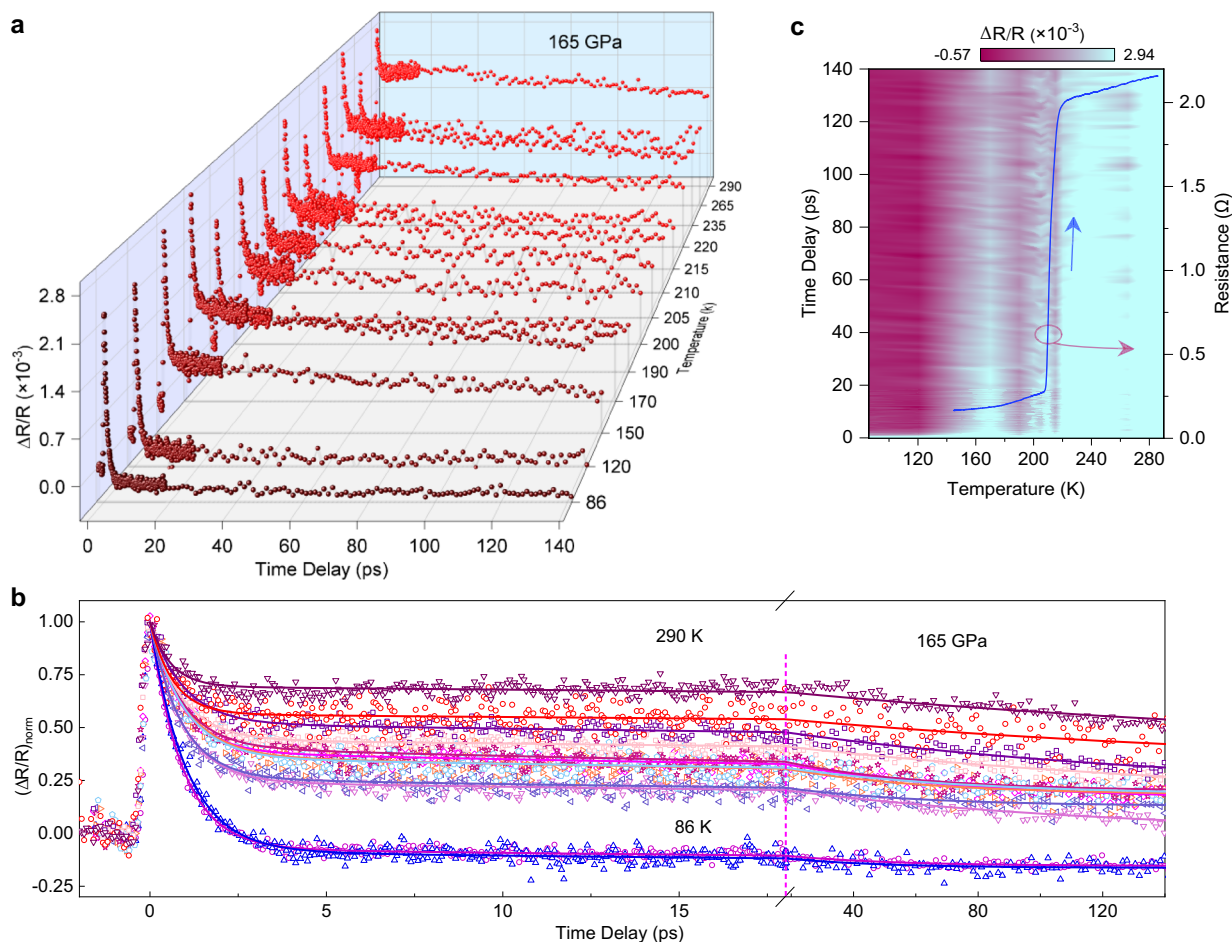 a
165 GPa
2.8
2.1
1.4
0.7
0.0
ΔR/R (×10⁻³)
0 20 40 60 80 100 120 140
Time Delay (ps)
290
265
235
220
215
210
205
200
190
170
150
120
86
Temperature (k)
c
ΔR/R (×10⁻³)
-0.57 2.94
140
120
100
80
60
40
20
0
Time Delay (ps)
2.0
1.5
1.0
0.5
0.0
Resistance (Ω)
120 160 200 240 280
Temperature (K)
b
1.00
0.75
0.50
0.25
0.00
-0.25
(ΔR/R)norm
290 K
165 GPa
86 K
0 5 10 15 40 80 120
Time Delay (ps)